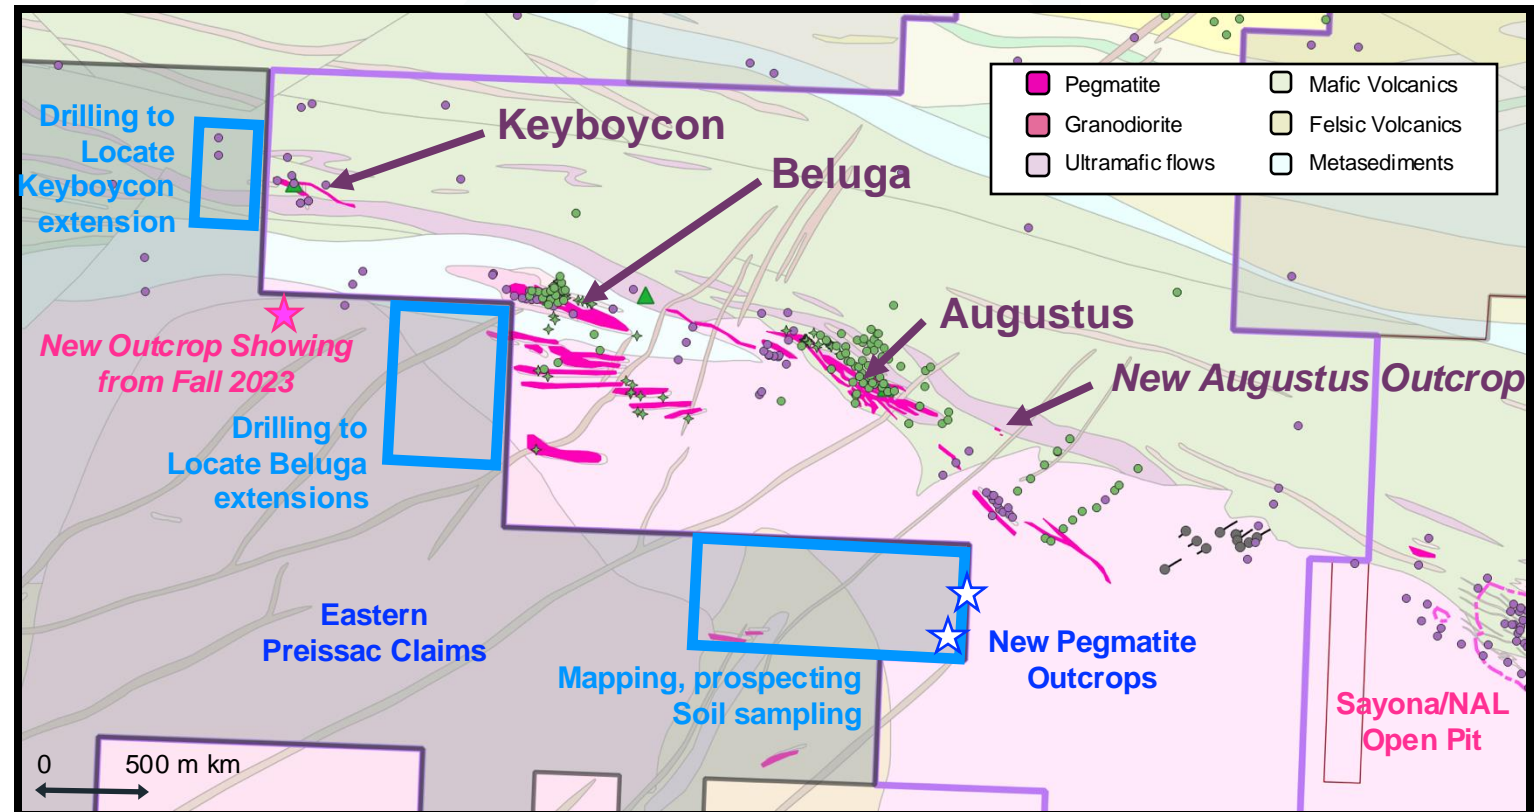 Pegmatite
Granodiorite
Ultramafic flows
Mafic Volcanics
Felsic Volcanics
Metasediments
Drilling to
Locate
Keyboycon
extension
Keyboycon
Beluga
Augustus
New Augustus Outcrop
New Outcrop Showing
from Fall 2023
Drilling to
Locate Beluga
extensions
Eastern
Preissac Claims
New Pegmatite
Outcrops
Mapping, prospecting
Soil sampling
Sayona/NAL
Open Pit
0 500 m km